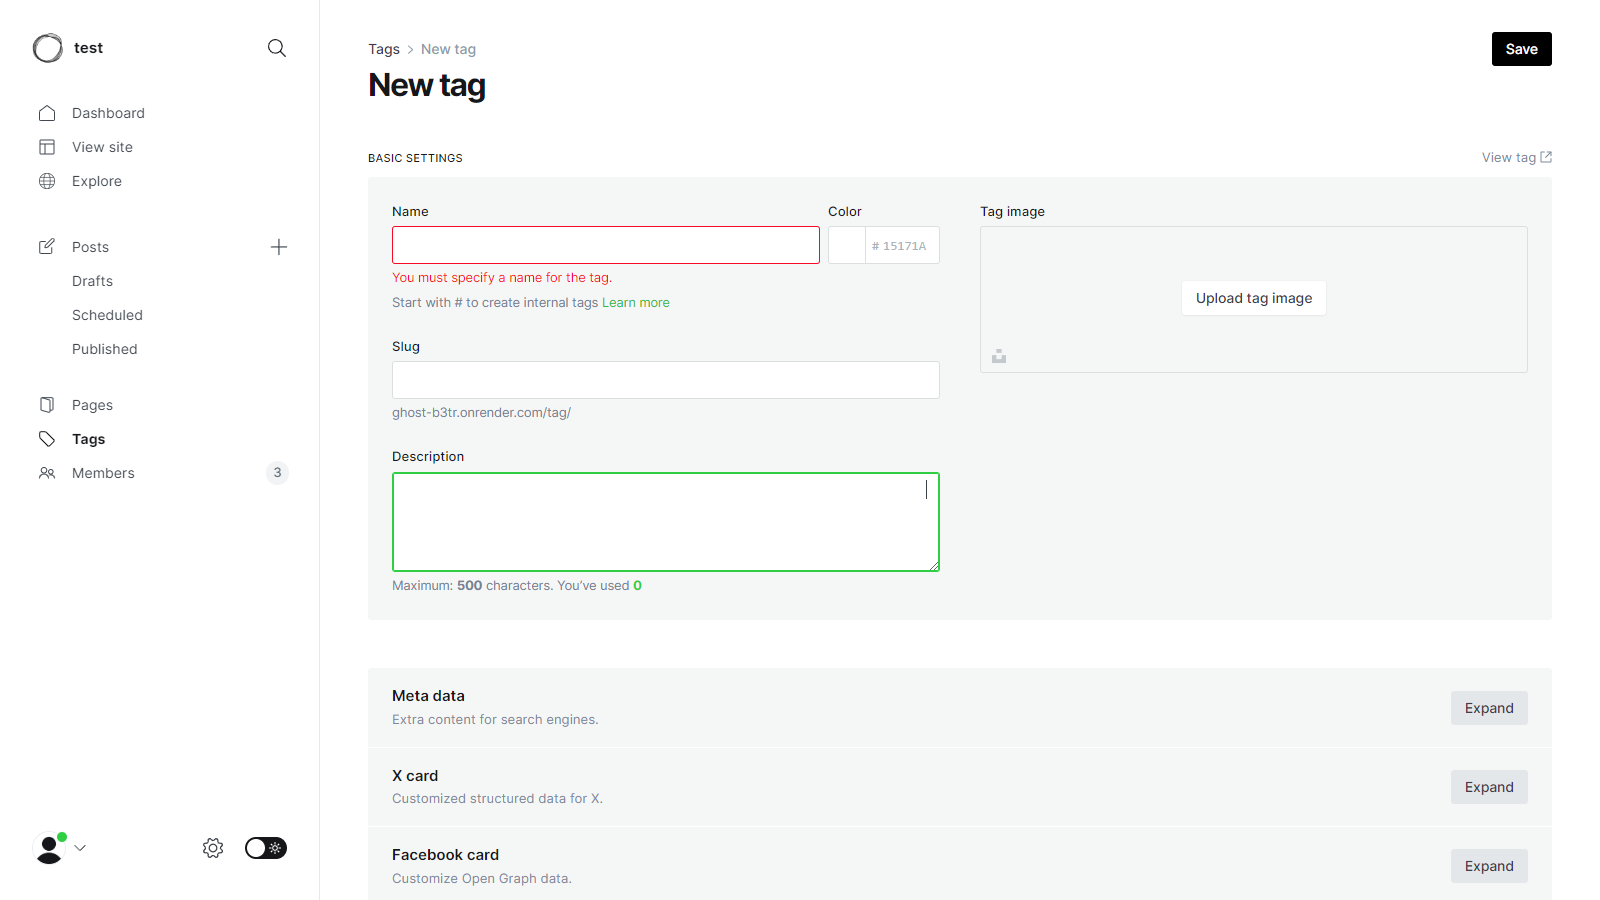 test
Dashboard
View site
Explore
Posts
Drafts
Scheduled
Published
Pages
Tags
Members 3
Tags > New tag
Save
New tag
BASIC SETTINGS
View tag
Name
Color
Tag image
# 15171A
You must specify a name for the tag.
Start with # to create internal tags Learn more
Upload tag image
Slug
ghost-b3tr.onrender.com/tag/
Description
Maximum: 500 characters. You’ve used 0
Meta data
Extra content for search engines.
Expand
X card
Customized structured data for X.
Expand
Facebook card
Customize Open Graph data.
Expand